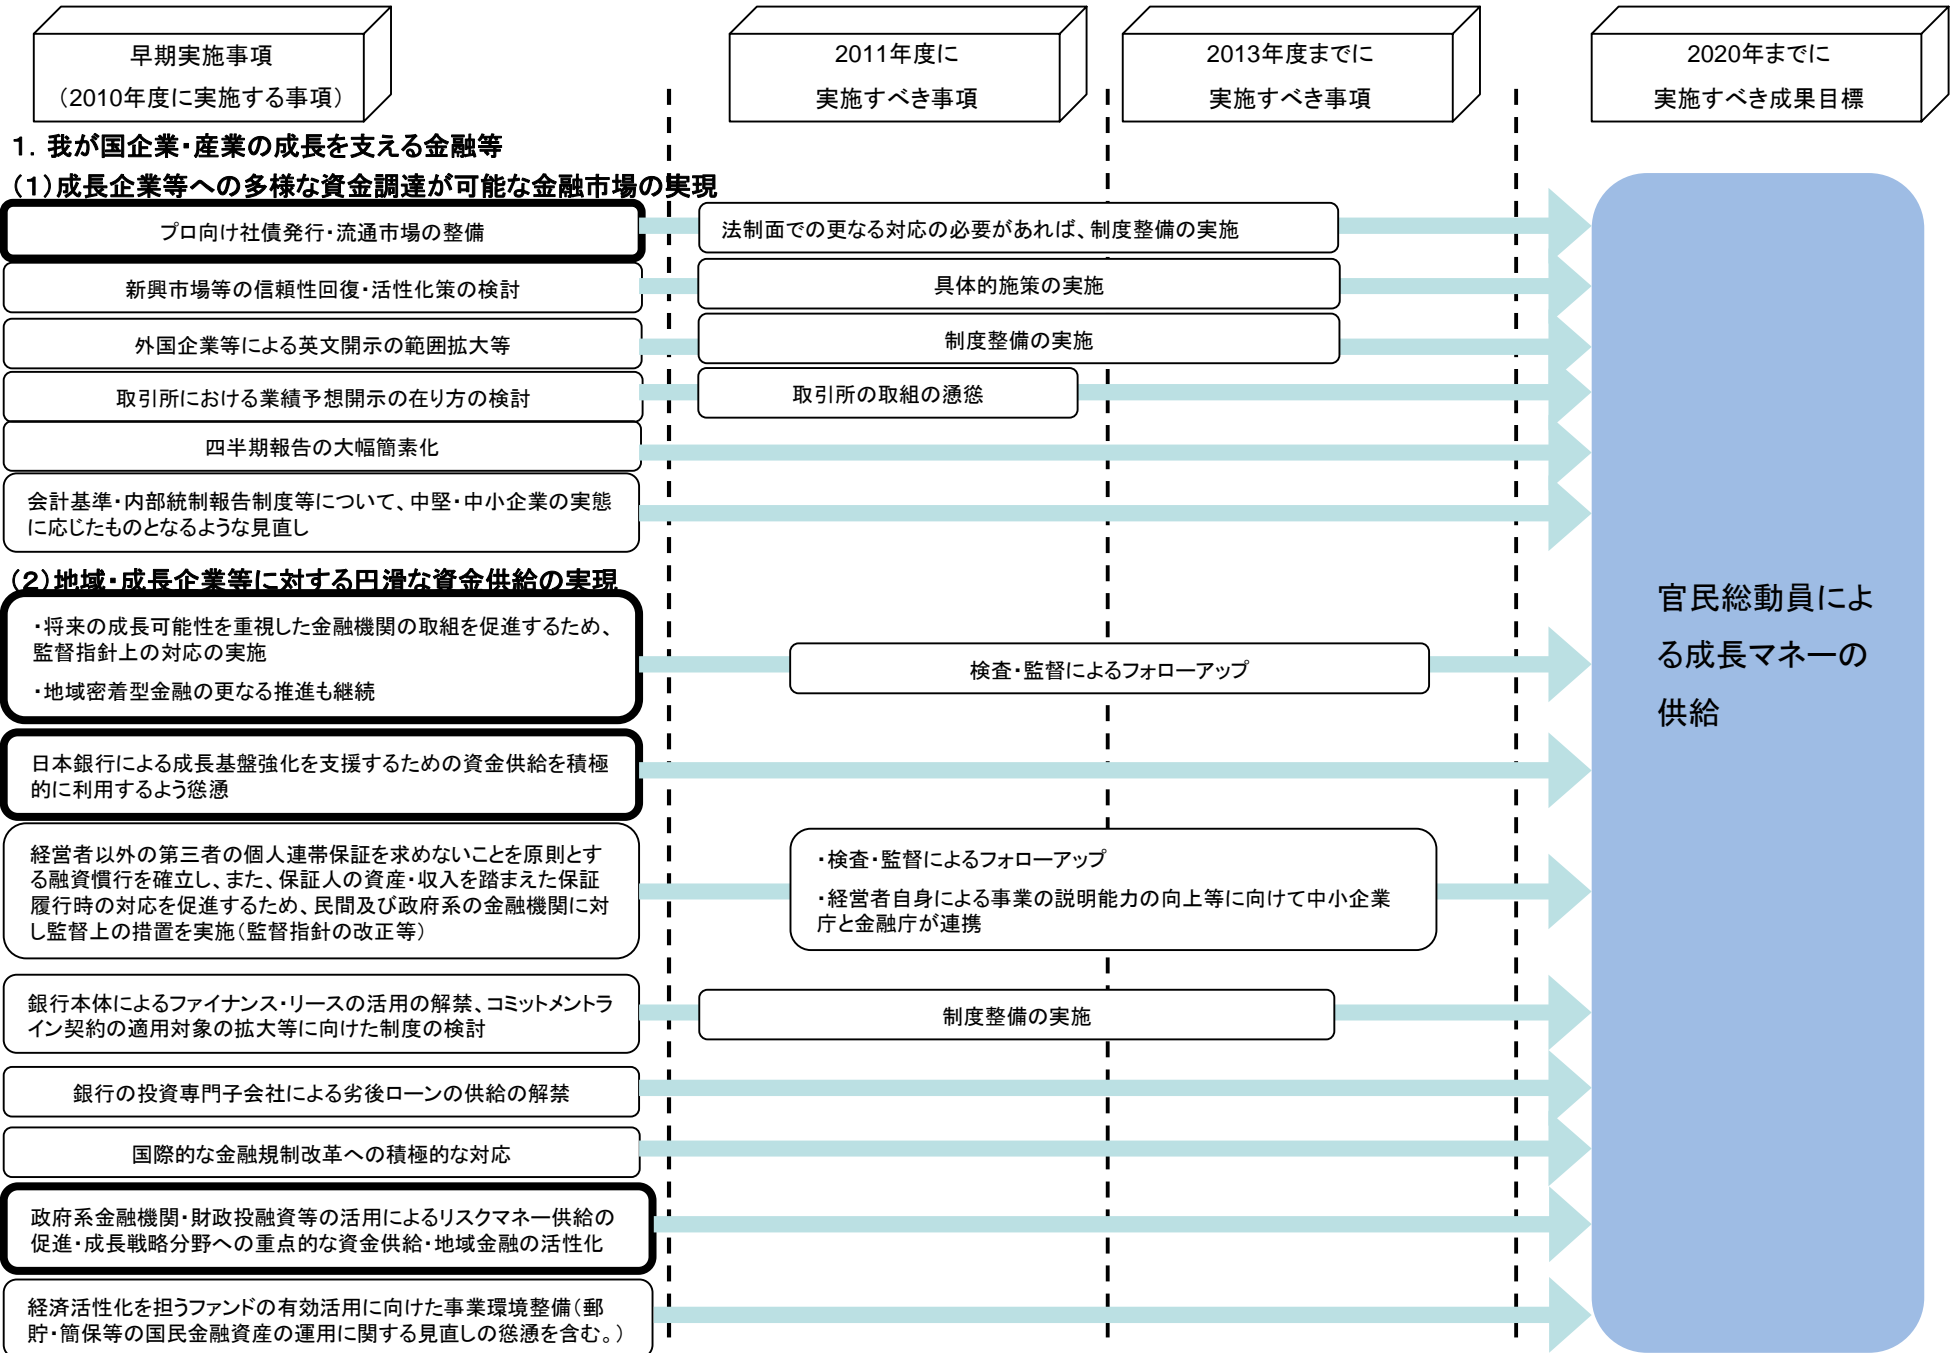 早期実施事項
（2010年度に実施する事項）
2011年度に
実施すべき事項
2013年度までに
実施すべき事項
2020年までに
実施すべき成果目標
１．我が国企業・産業の成長を支える金融等
（１）成長企業等への多様な資金調達が可能な金融市場の実現
プロ向け社債発行・流通市場の整備
法制面での更なる対応の必要があれば、制度整備の実施
新興市場等の信頼性回復・活性化策の検討
具体的施策の実施
外国企業等による英文開示の範囲拡大等
制度整備の実施
取引所における業績予想開示の在り方の検討
取引所の取組の慂慫
四半期報告の大幅簡素化
会計基準・内部統制報告制度等について、中堅・中小企業の実態
に応じたものとなるような見直し
（２）地域・成長企業等に対する円滑な資金供給の実現
・将来の成長可能性を重視した金融機関の取組を促進するため、
監督指針上の対応の実施
・地域密着型金融の更なる推進も継続
検査・監督によるフォローアップ
日本銀行による成長基盤強化を支援するための資金供給を積極
的に利用するよう慫慂
経営者以外の第三者の個人連帯保証を求めないことを原則とす
る融資慣行を確立し、また、保証人の資産・収入を踏まえた保証
履行時の対応を促進するため、民間及び政府系の金融機関に対
し監督上の措置を実施（監督指針の改正等）
・検査・監督によるフォローアップ
・経営者自身による事業の説明能力の向上等に向けて中小企業
庁と金融庁が連携
銀行本体によるファイナンス・リースの活用の解禁、コミットメントラ
イン契約の適用対象の拡大等に向けた制度の検討
制度整備の実施
銀行の投資専門子会社による劣後ローンの供給の解禁
国際的な金融規制改革への積極的な対応
政府系金融機関・財政投融資等の活用によるリスクマネー供給の
促進・成長戦略分野への重点的な資金供給・地域金融の活性化
経済活性化を担うファンドの有効活用に向けた事業環境整備（郵
貯・簡保等の国民金融資産の運用に関する見直しの慫慂を含む。）
官民総動員によ
る成長マネーの
供給